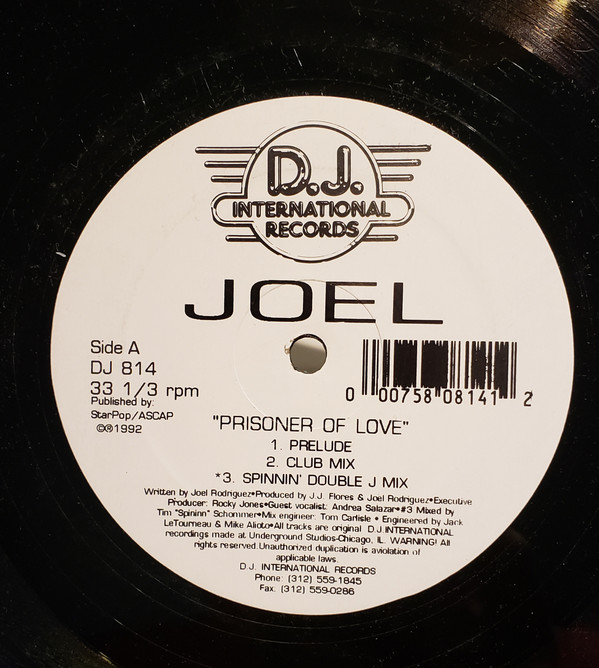 D.J.
INTERNATIONAL
RECORDS
JOEL
Side A
DJ 814
33 1/3 rpm
Published by:
StarPop/ASCAP
©℗1992
0 00758 08141 2
"PRISONER OF LOVE"
1. PRELUDE
2. CLUB MIX
*3. SPINNIN' DOUBLE J MIX
Written by Joel Rodriguez•Produced by J.J. Flores & Joel Rodriguez•Executive
Producer: Rocky Jones•Guest vocalist: Andrea Salazar•#3 Mixed by
Tim "Spininn" Schommer•Mix engineer: Tom Carlisle • Engineered by Jack
LeTourneau & Mike Alioto•All tracks are original D.J.INTERNATIONAL
recordings made at Underground Studios-Chicago, IL. WARNING! All
rights reserved.Unauthorized duplication is aviolation of
applicable laws.
D.J. INTERNATIONAL RECORDS
Phone: (312) 559-1845
Fax. (312) 559-0286